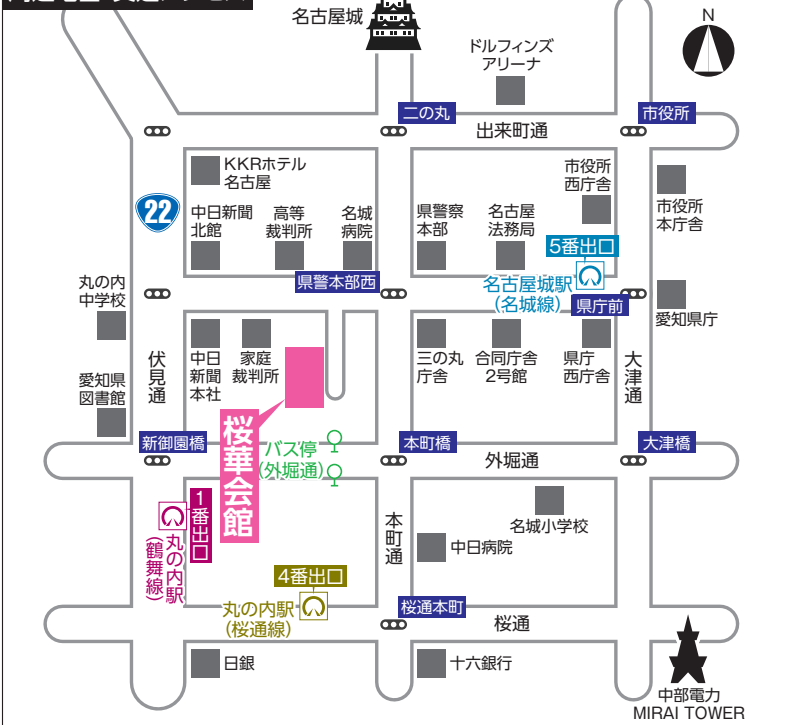 名古屋城
N
ドルフィンズ
アリーナ
二の丸
市役所
出来町通
KKRホテル
名古屋
市役所
西庁舎
22
中日新聞
北館
高等
裁判所
名城
病院
県警察
本部
名古屋
法務局
市役所
本庁舎
5番出口
丸の内
中学校
県警本部西
名古屋城駅
(名城線)
県庁前
愛知県庁
伏見通
中日
新聞
本社
家庭
裁判所
三の丸
庁舎
合同庁舎
2号館
県庁
西庁舎
大津通
愛知県
図書館
桜華会館
新御園橋
バス停
(外堀通)
本町橋
外堀通
大津橋
1番出口
丸の内駅
(鶴舞線)
本町通
名城小学校
中日病院
4番出口
丸の内駅
(桜通線)
桜通本町
桜通
日銀
十六銀行
中部電力
MIRAI TOWER